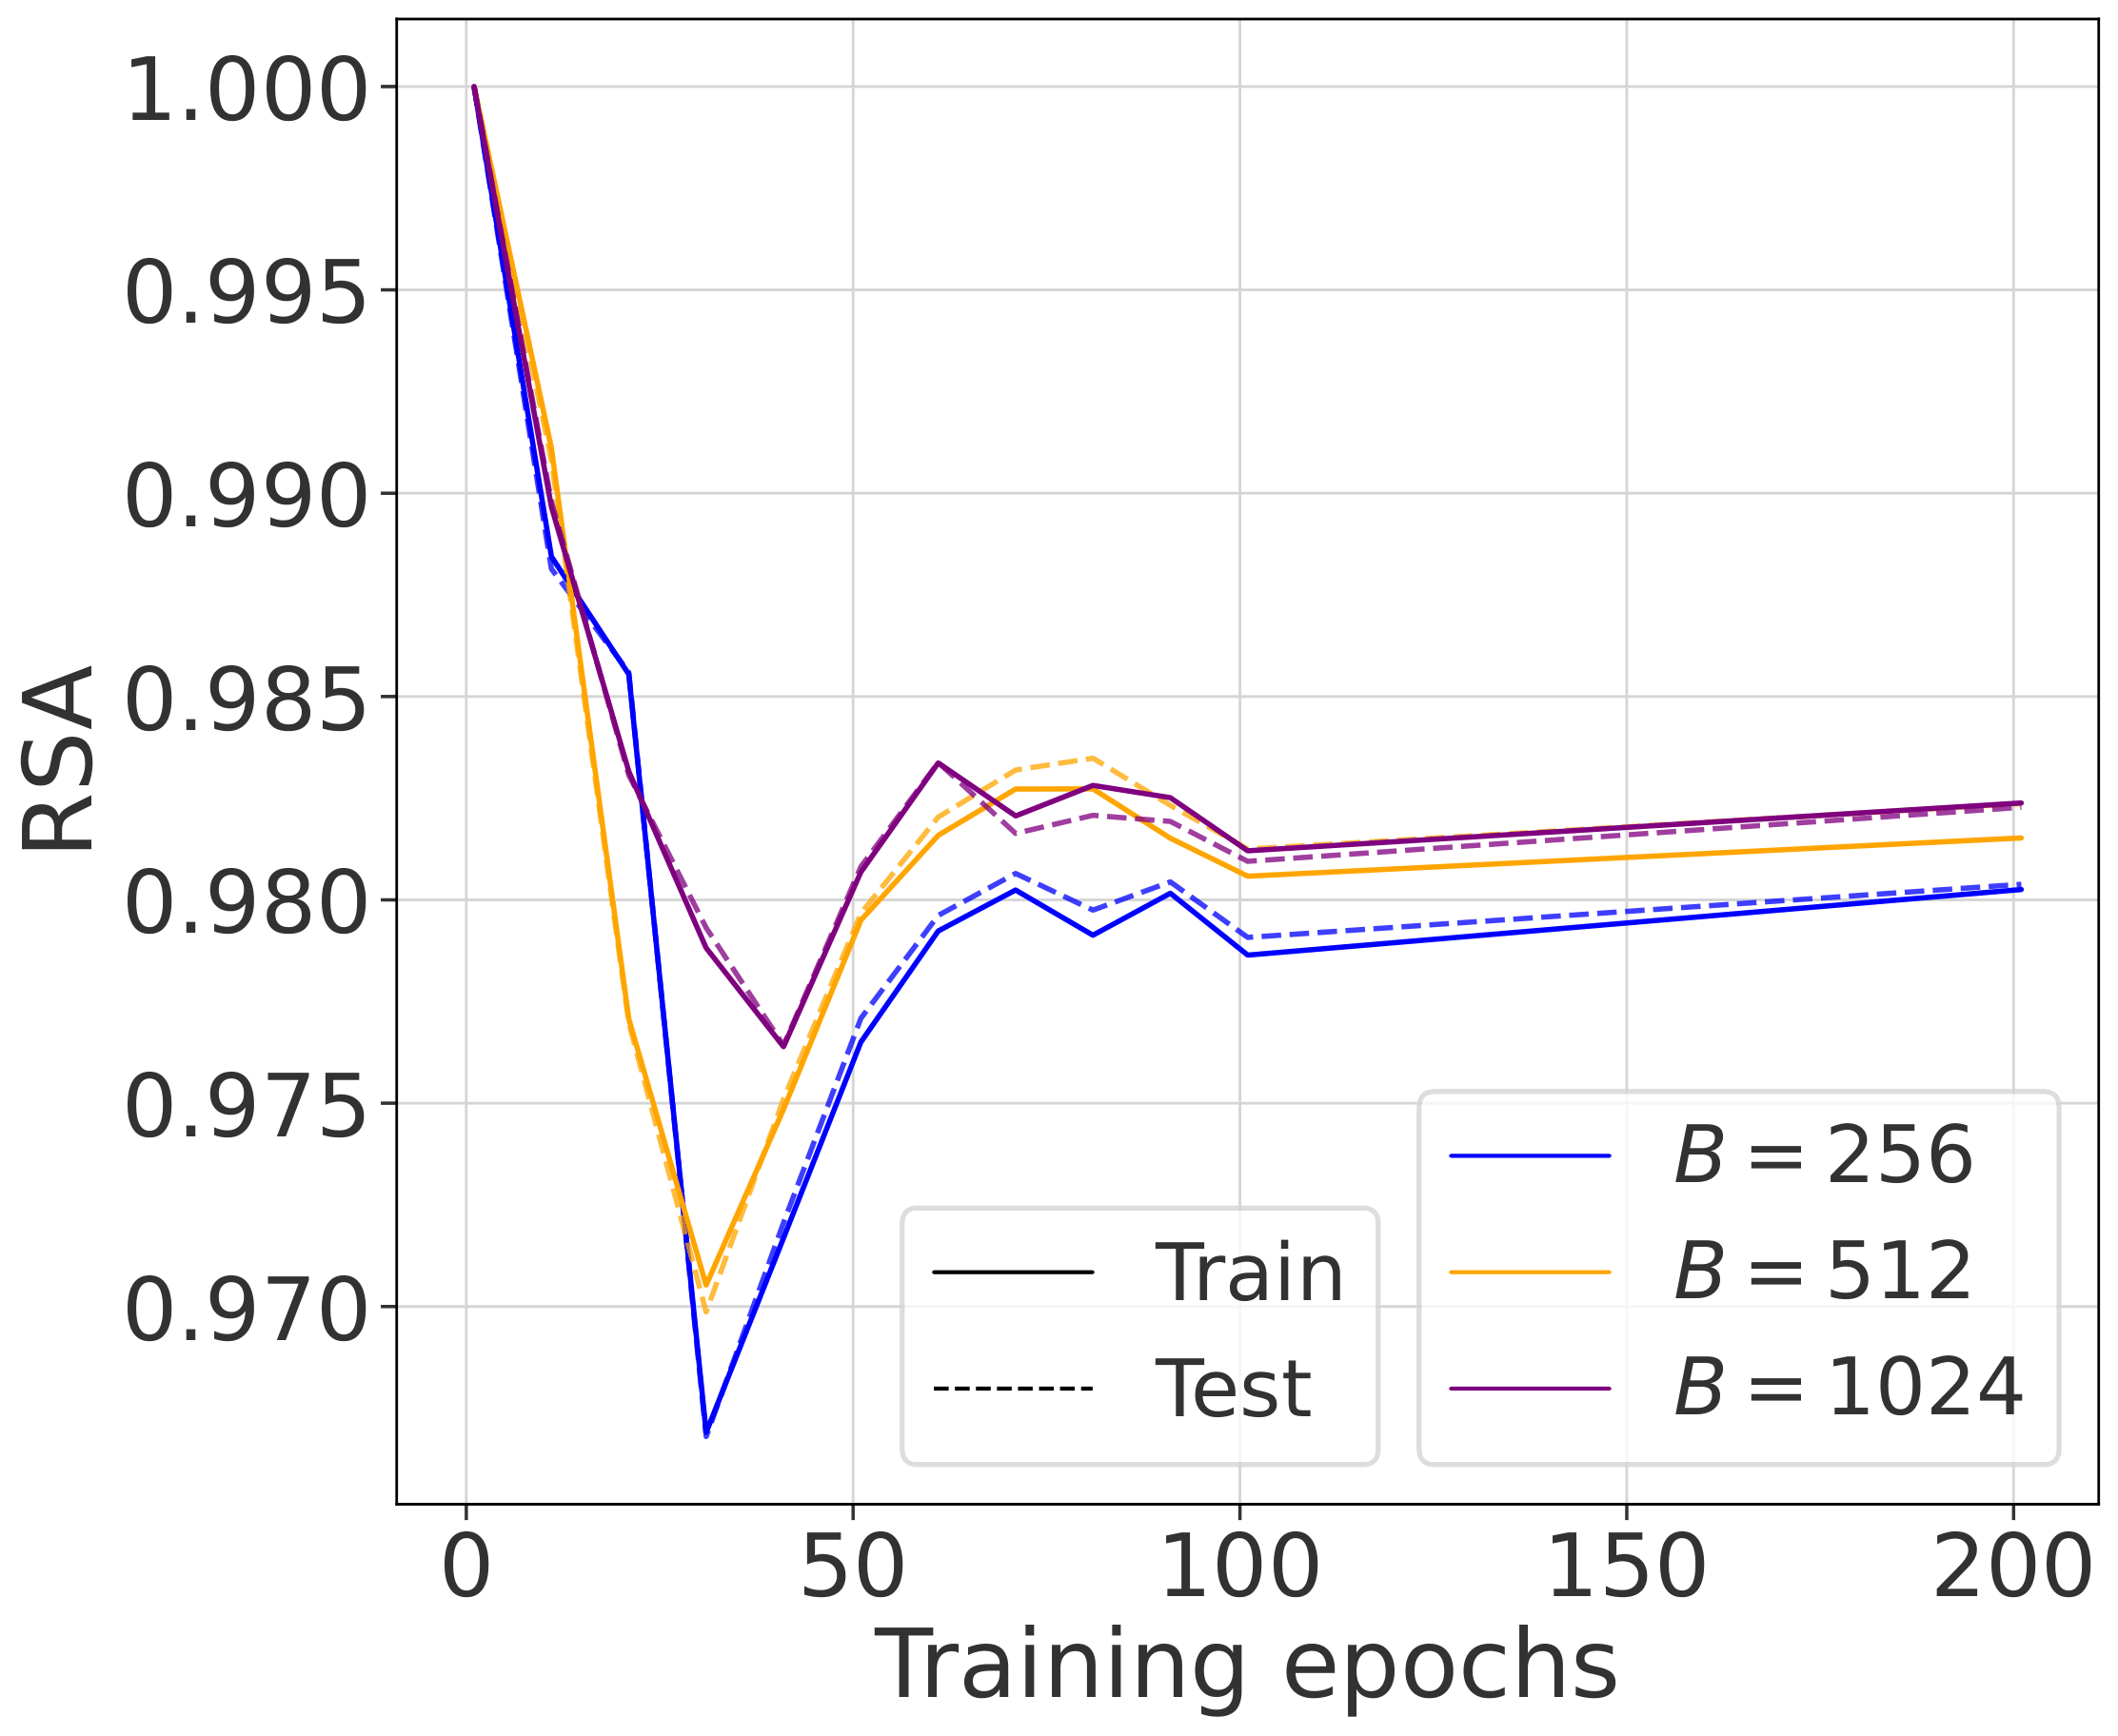 1.000
0.995
0.990
0.985
0.980
0.975
0.970
RSA
0
50
100
150
200
Training epochs
Train
Test
B = 256
B = 512
B = 1024